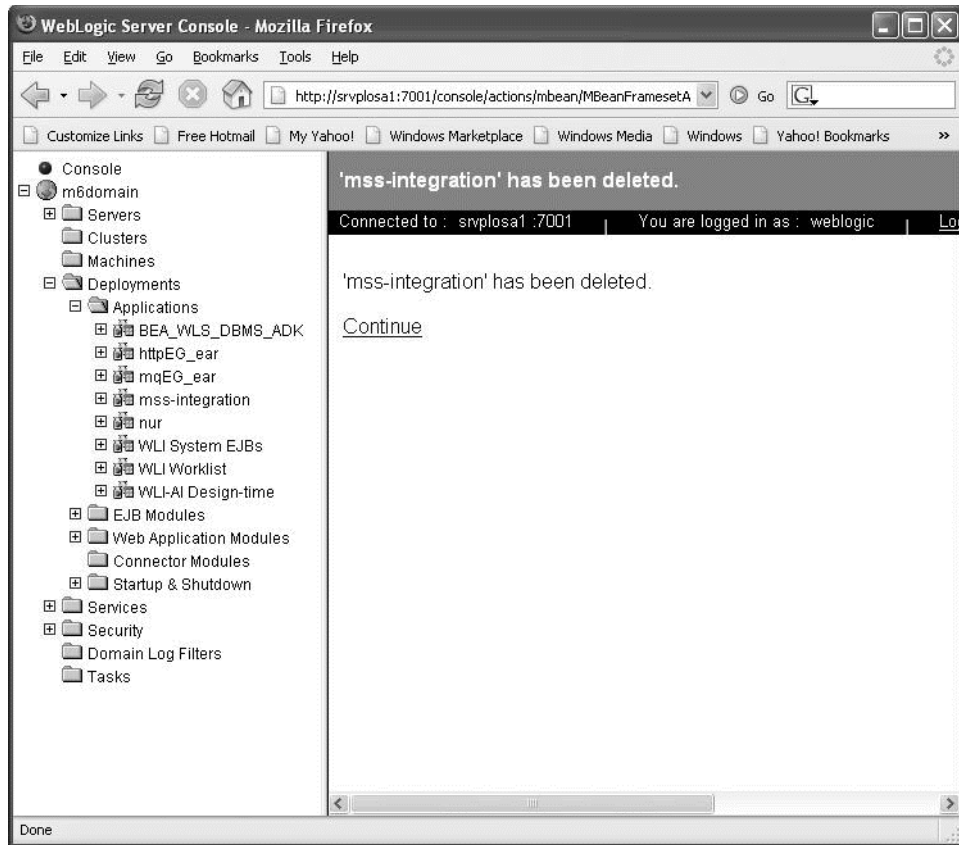 WebLogic Server Console - Mozilla Firefox
File Edit View Go Bookmarks Tools Help
http://srvplosa1:7001/console/actions/mbean/MBeanFramesetA Go G
Customize Links Free Hotmail My Yahoo! Windows Marketplace Windows Media Windows Yahoo! Bookmarks »
Console
m6domain
Servers
Clusters
Machines
Deployments
Applications
BEA_WLS_DBMS_ADK
httpEG_ear
mqEG_ear
mss-integration
nur
WLI System EJBs
WLI Worklist
WLI-AI Design-time
EJB Modules
Web Application Modules
Connector Modules
Startup & Shutdown
Services
Security
Domain Log Filters
Tasks
'mss-integration' has been deleted.
Connected to : srvplosa1 :7001 You are logged in as : weblogic Lo
'mss-integration' has been deleted.
Continue
Done